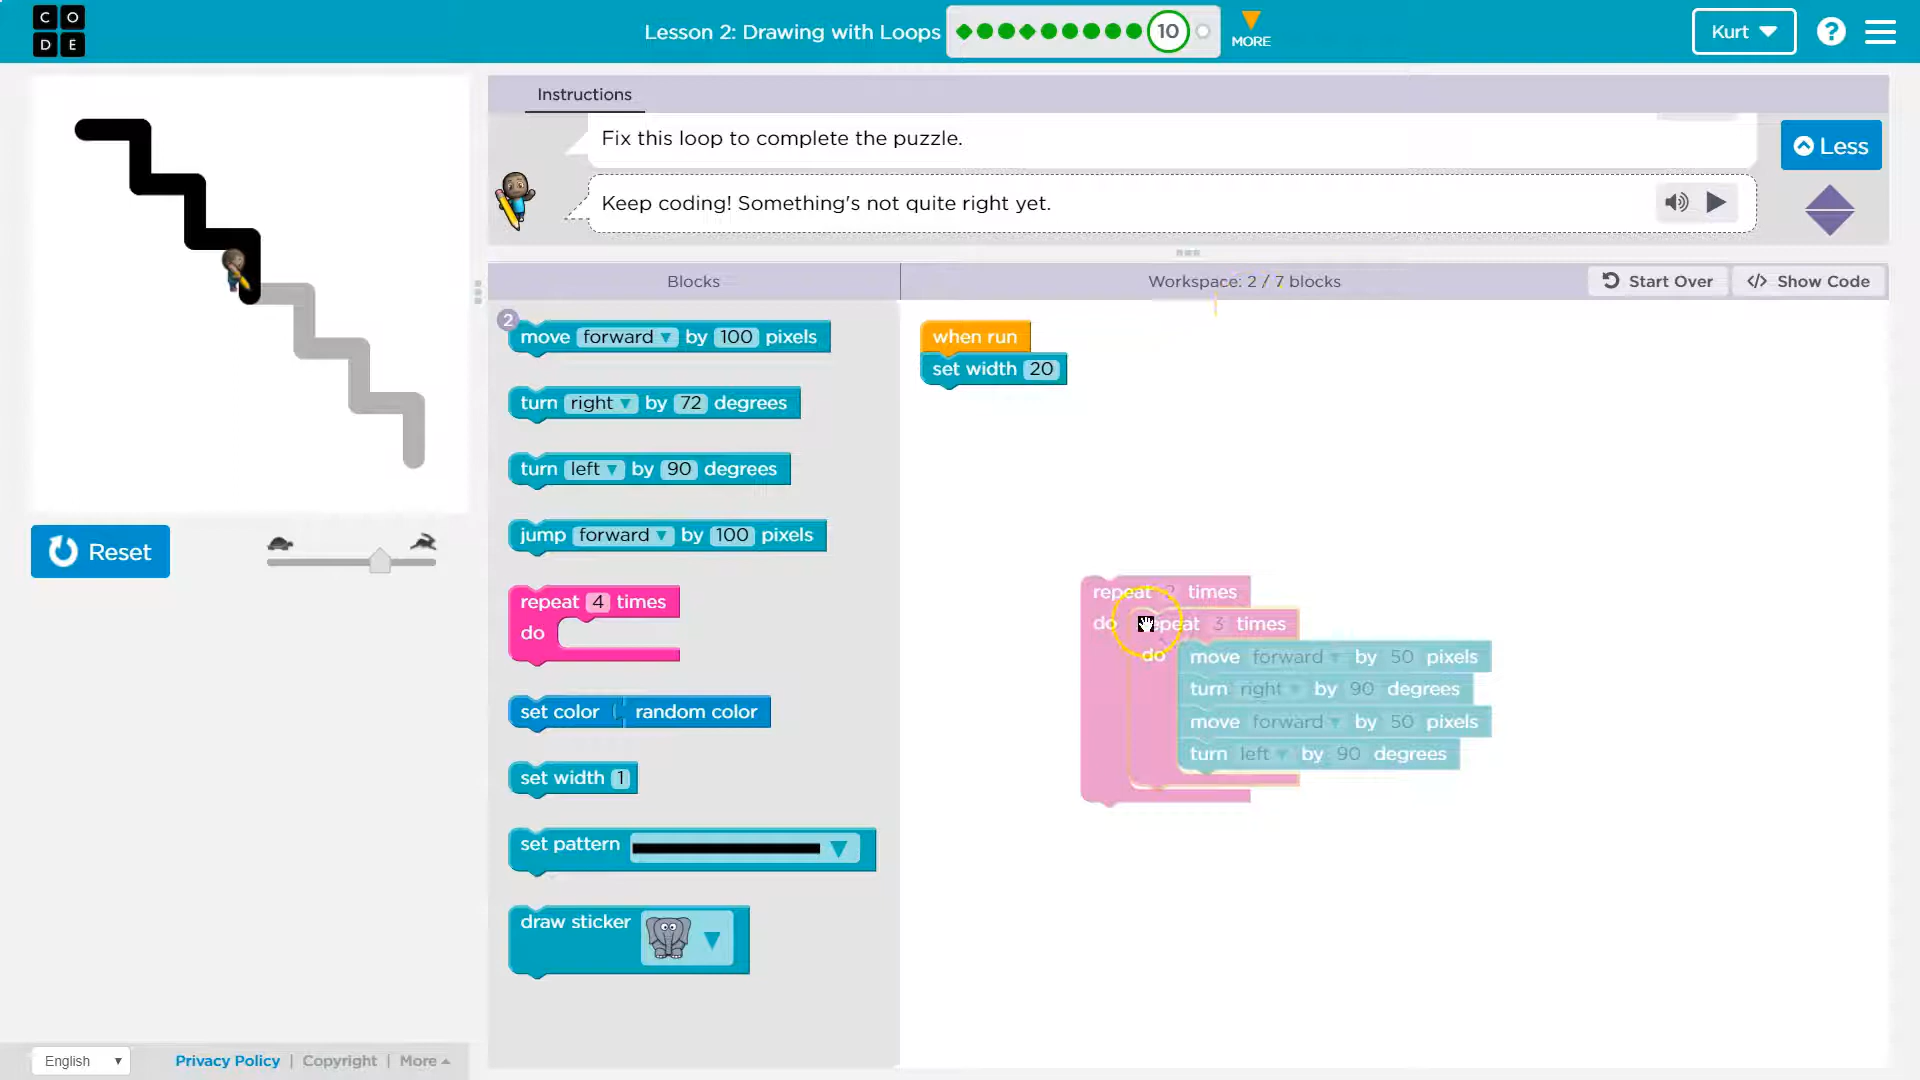 C O
D E
Lesson 2: Drawing with Loops
10
MORE
Kurt
?
Instructions
Fix this loop to complete the puzzle.
Less
Keep coding! Something's not quite right yet.
Blocks
Workspace: 2 / 7 blocks
Start Over
</> Show Code
2
move forward by 100 pixels
turn right by 72 degrees
turn left by 90 degrees
jump forward by 100 pixels
repeat 4 times
do
set color random color
set width 1
set pattern
draw sticker
when run
set width 20
repeat times
do
repeat 3 times
do
move forward by 50 pixels
turn right by 90 degrees
move forward by 50 pixels
turn left by 90 degrees
Reset
English
Privacy Policy | Copyright | More